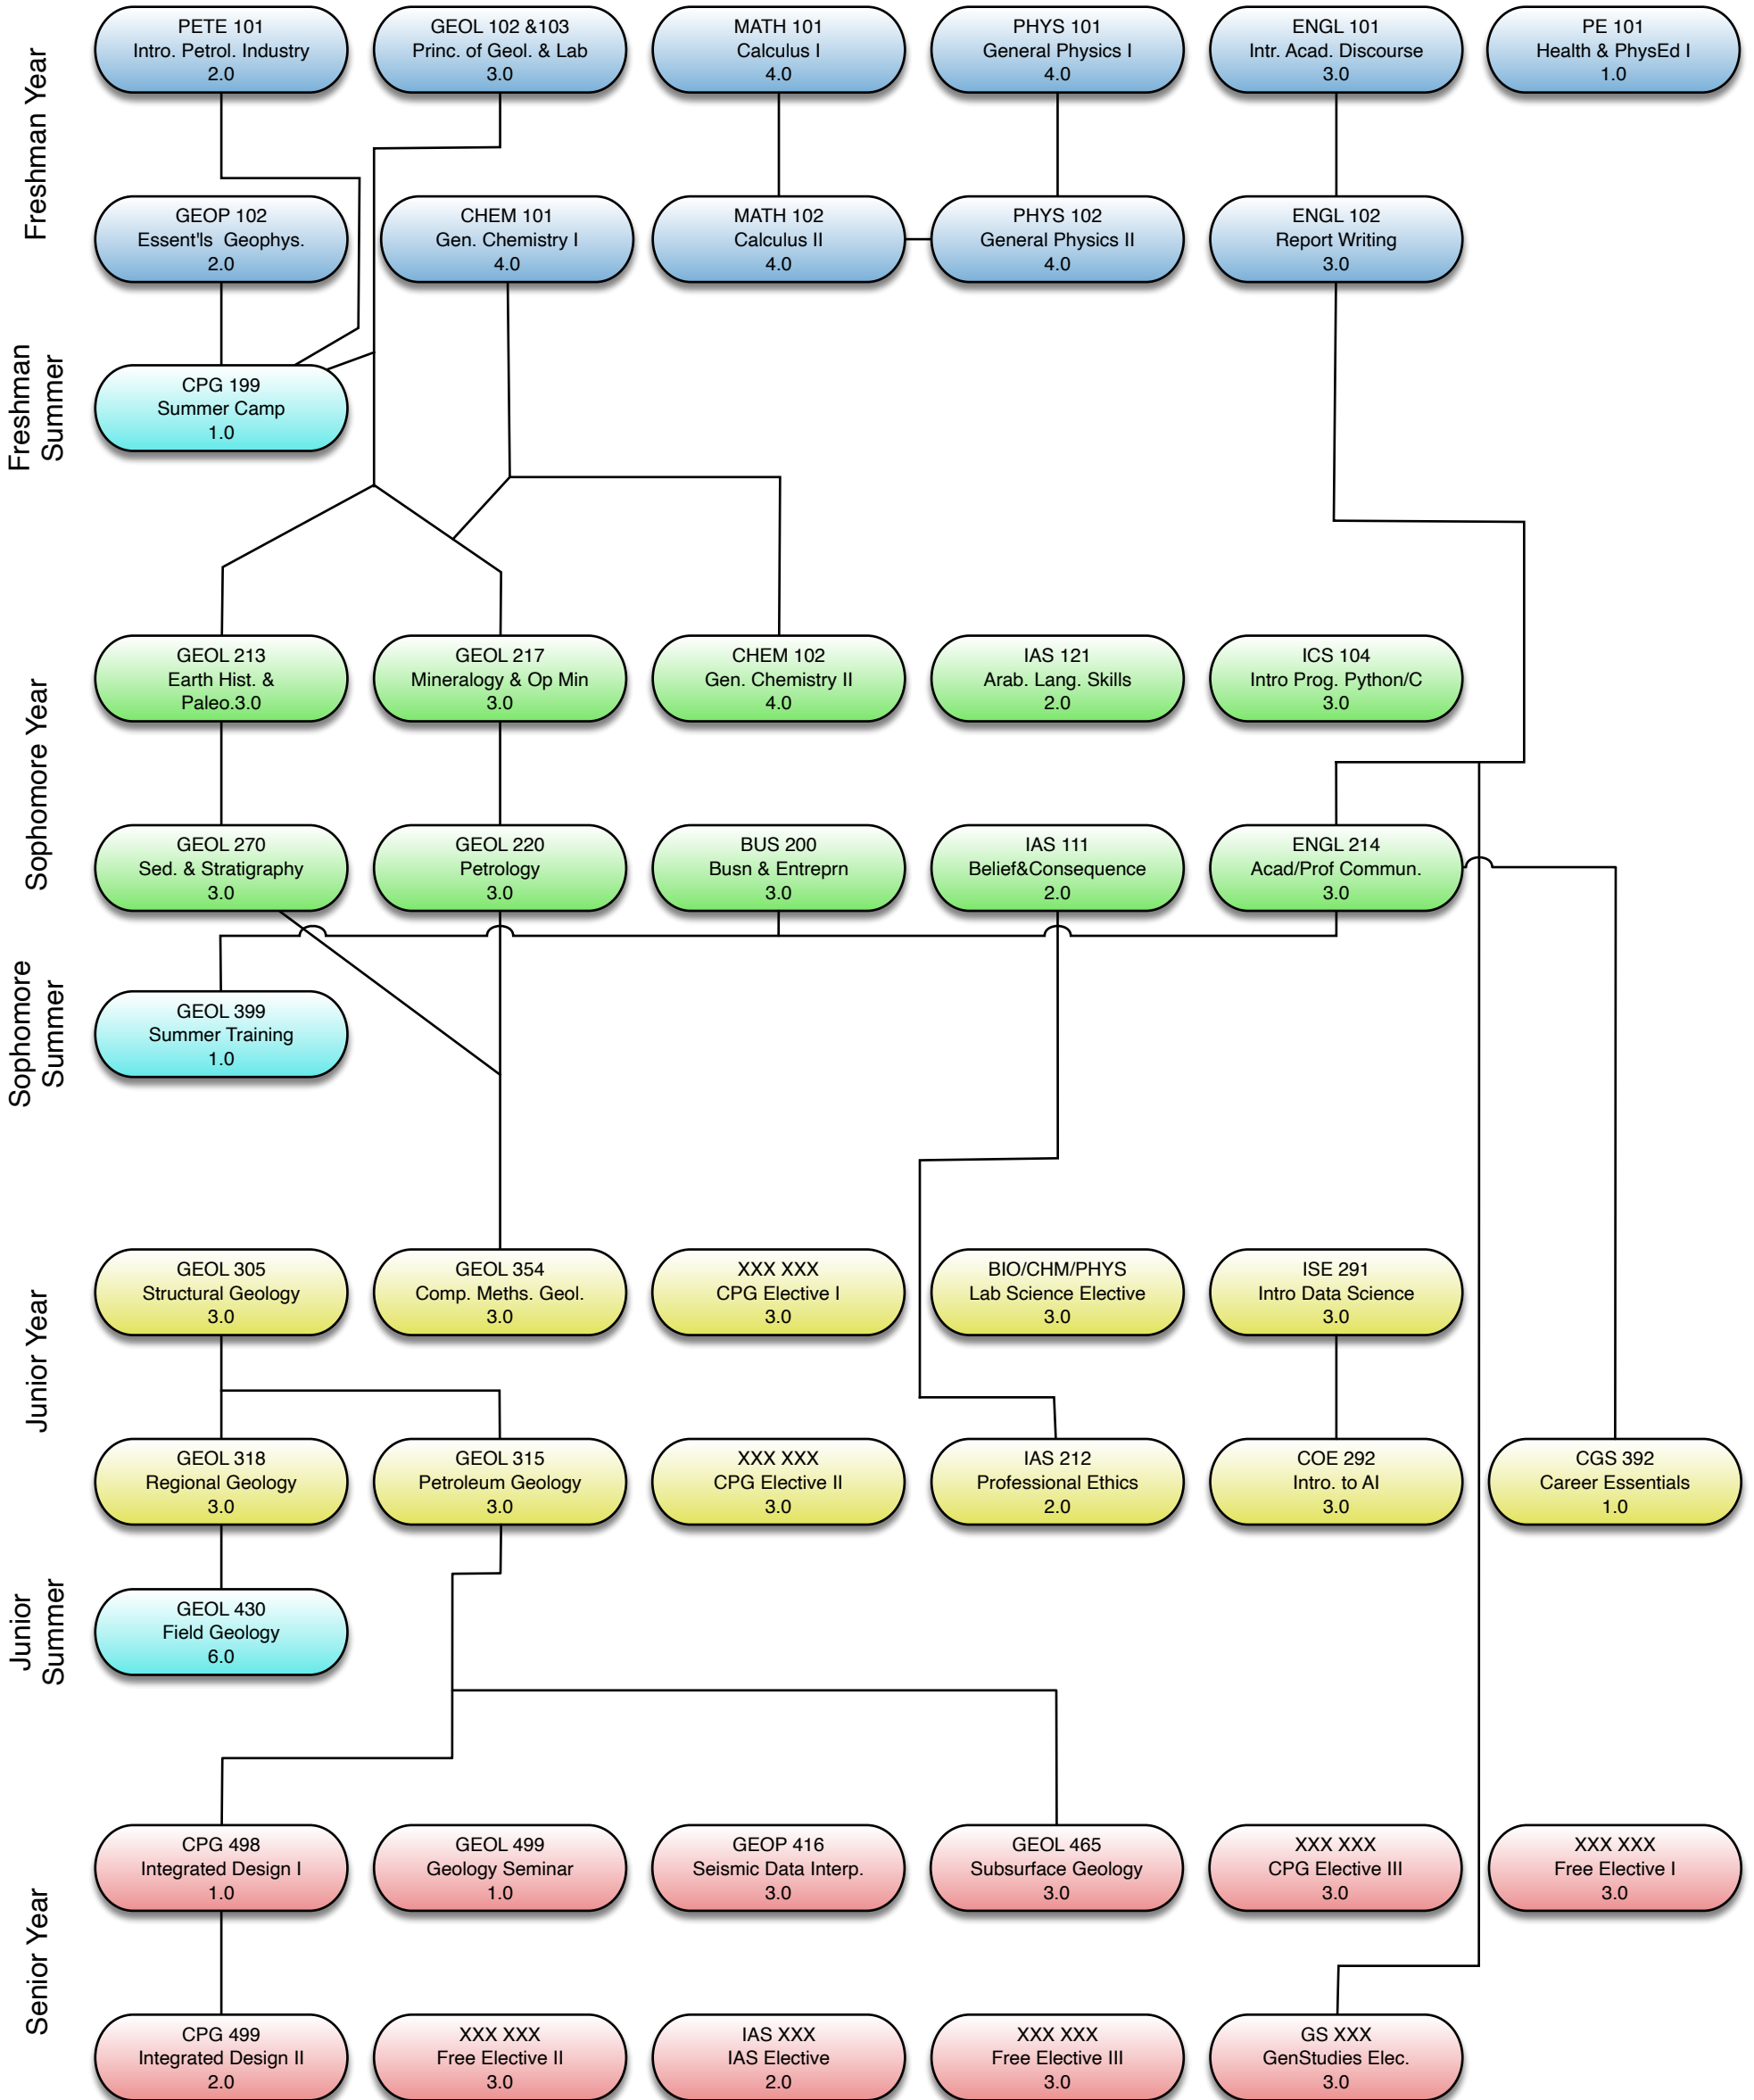 Freshman Year
PETE 101
Intro. Petrol. Industry
2.0
GEOL 102 &103
Princ. of Geol. & Lab
3.0
MATH 101
Calculus I
4.0
PHYS 101
General Physics I
4.0
ENGL 101
Intr. Acad. Discourse
3.0
PE 101
Health & PhysEd I
1.0
GEOP 102
Essent'ls  Geophys.
2.0
CHEM 101
Gen. Chemistry I
4.0
MATH 102
Calculus II
4.0
PHYS 102
General Physics II
4.0
ENGL 102
Report Writing
3.0
Freshman
Summer
CPG 199
Summer Camp
1.0
Sophomore Year
GEOL 213
Earth Hist. &
Paleo.3.0
GEOL 217
Mineralogy & Op Min
3.0
CHEM 102
Gen. Chemistry II
4.0
IAS 121
Arab. Lang. Skills
2.0
ICS 104
Intro Prog. Python/C
3.0
GEOL 270
Sed. & Stratigraphy
3.0
GEOL 220
Petrology
3.0
BUS 200
Busn & Entreprn
3.0
IAS 111
Belief&Consequence
2.0
ENGL 214
Acad/Prof Commun.
3.0
Sophomore
Summer
GEOL 399
Summer Training
1.0
Junior Year
GEOL 305
Structural Geology
3.0
GEOL 354
Comp. Meths. Geol.
3.0
XXX XXX
CPG Elective I
3.0
BIO/CHM/PHYS
Lab Science Elective
3.0
ISE 291
Intro Data Science
3.0
GEOL 318
Regional Geology
3.0
GEOL 315
Petroleum Geology
3.0
XXX XXX
CPG Elective II
3.0
IAS 212
Professional Ethics
2.0
COE 292
Intro. to AI
3.0
CGS 392
Career Essentials
1.0
Junior
Summer
GEOL 430
Field Geology
6.0
Senior Year
CPG 498
Integrated Design I
1.0
GEOL 499
Geology Seminar
1.0
GEOP 416
Seismic Data Interp.
3.0
GEOL 465
Subsurface Geology
3.0
XXX XXX
CPG Elective III
3.0
XXX XXX
Free Elective I
3.0
CPG 499
Integrated Design II
2.0
XXX XXX
Free Elective II
3.0
IAS XXX
IAS Elective
2.0
XXX XXX
Free Elective III
3.0
GS XXX
GenStudies Elec.
3.0